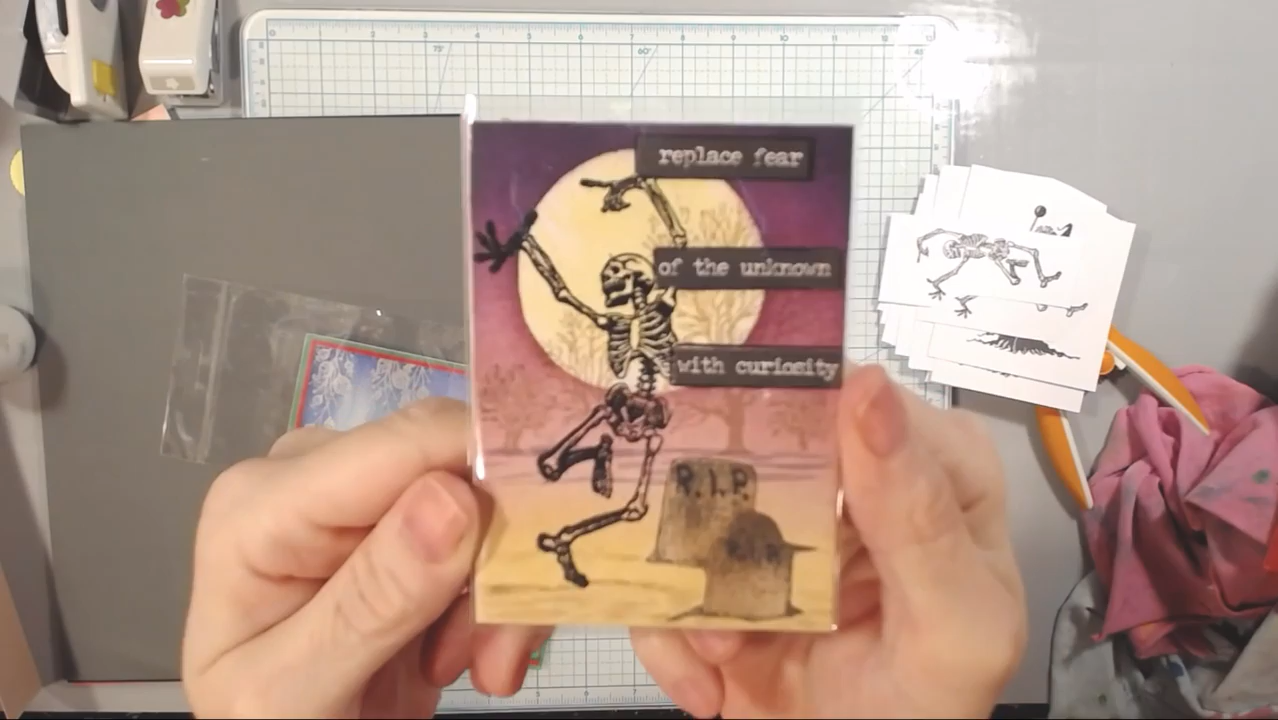 replace fear
of the unknown
with curiosity
R.I.P.
R.I.P.